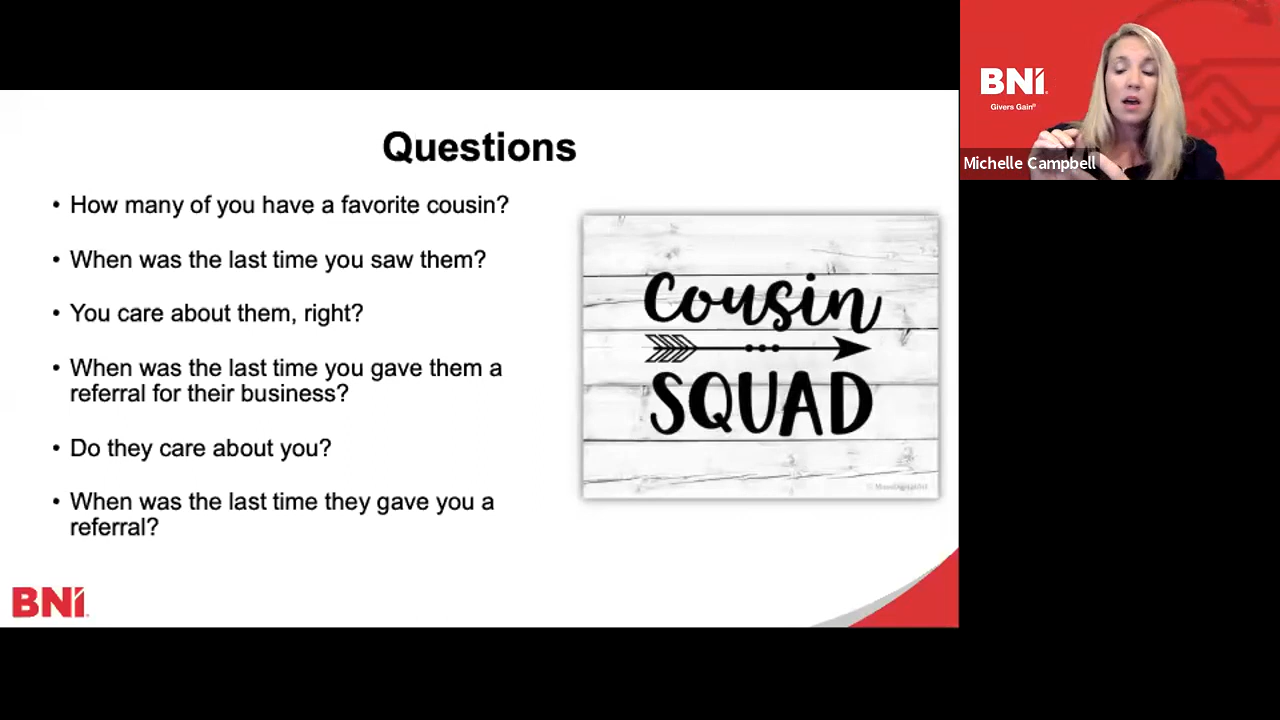 Questions
• How many of you have a favorite cousin?
• When was the last time you saw them?
• You care about them, right?
• When was the last time you gave them a
referral for their business?
• Do they care about you?
• When was the last time they gave you a
referral?
Cousin
SQUAD
BNI
BNI
Givers Gain®
Michelle Campbell